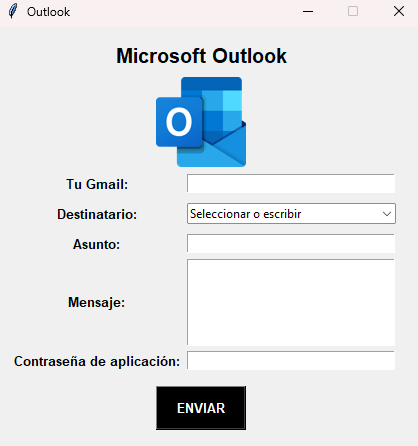 Outlook
Microsoft Outlook
O
Tu Gmail:
Destinatario: Seleccionar o escribir
Asunto:
Mensaje:
Contraseña de aplicación:
ENVIAR